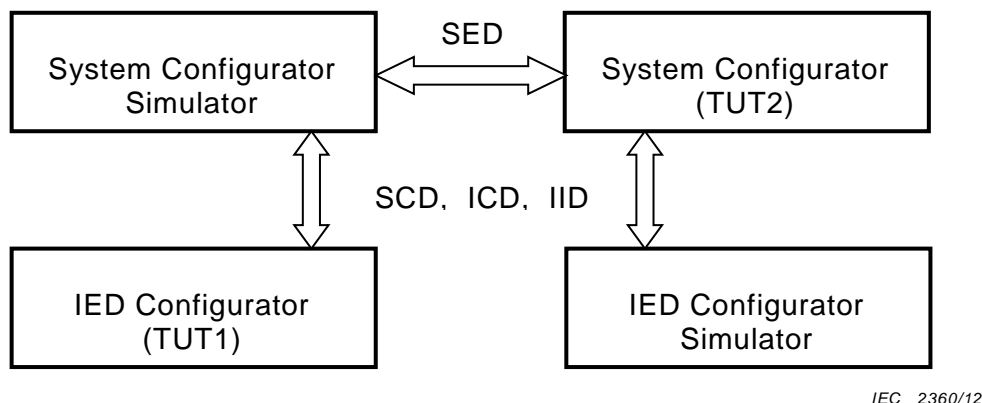 SED
System Configurator
Simulator
System Configurator
(TUT2)
SCD, ICD, IID
IED Configurator
(TUT1)
IED Configurator
Simulator
IEC 2360/12